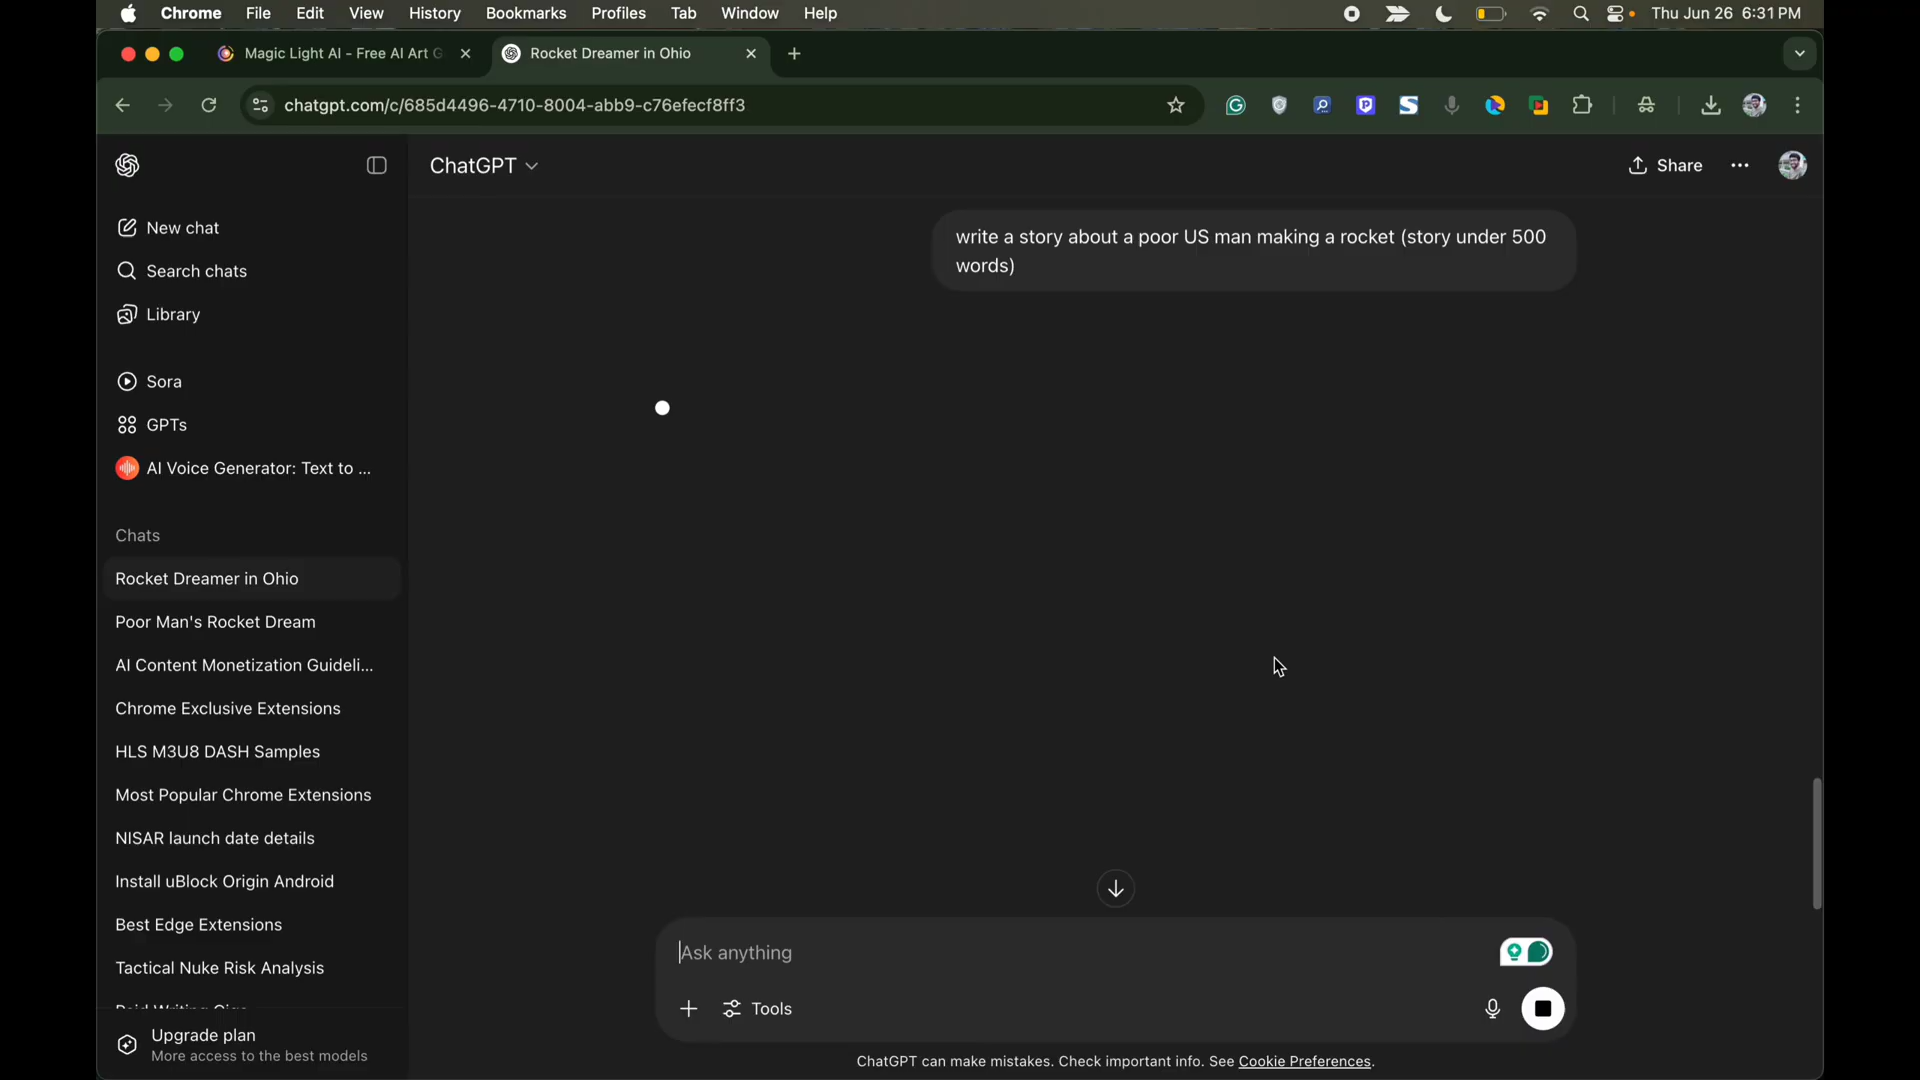 Chrome File Edit View History Bookmarks Profiles Tab Window Help Thu Jun 26 6:31 PM
Magic Light AI - Free AI Art G
Rocket Dreamer in Ohio
chatgpt.com/c/685d4496-4710-8004-abb9-c76efecf8ff3
ChatGPT
Share
New chat
Search chats
Library
Sora
GPTs
AI Voice Generator: Text to ...
Chats
Rocket Dreamer in Ohio
Poor Man's Rocket Dream
AI Content Monetization Guideli...
Chrome Exclusive Extensions
HLS M3U8 DASH Samples
Most Popular Chrome Extensions
NISAR launch date details
Install uBlock Origin Android
Best Edge Extensions
Tactical Nuke Risk Analysis
Upgrade plan
More access to the best models
write a story about a poor US man making a rocket (story under 500
words)
Ask anything
Tools
ChatGPT can make mistakes. Check important info. See Cookie Preferences.